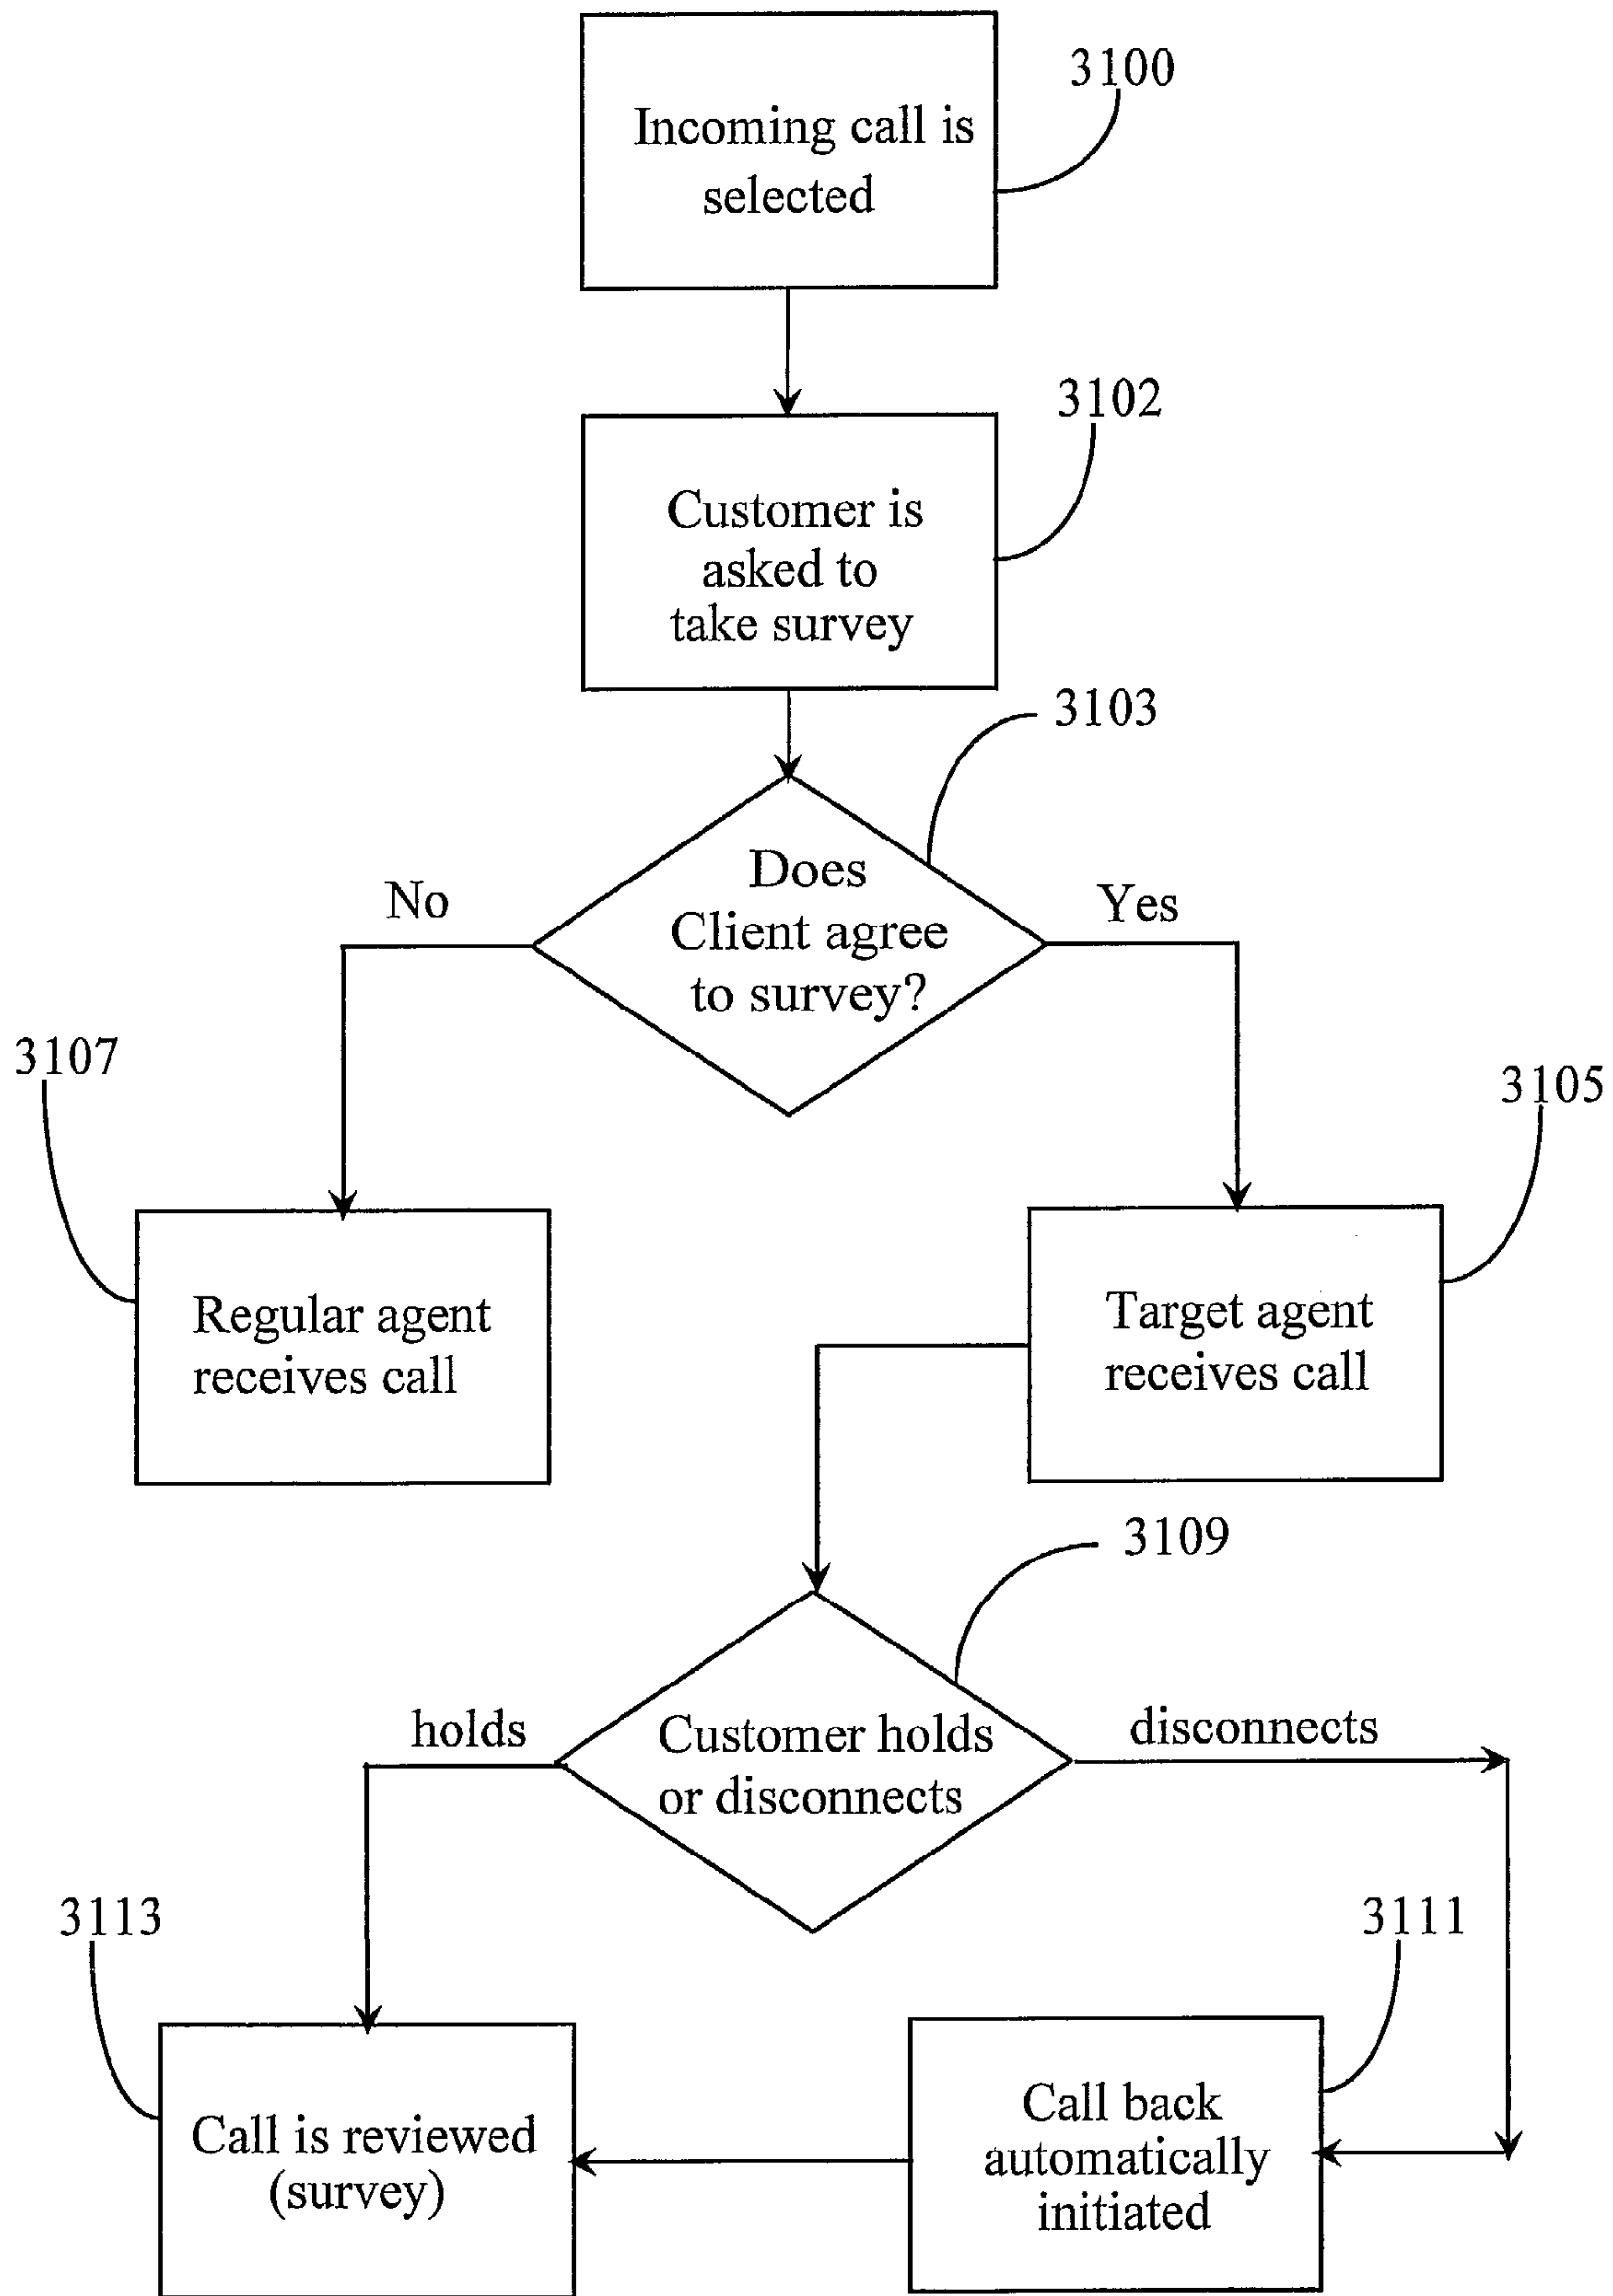 3100
Incoming call is
selected
3102
Customer is
asked to
take survey
3103
Does
Client agree
to survey?
No
Yes
3107
3105
Regular agent
receives call
Target agent
receives call
3109
Customer holds
or disconnects
holds
disconnects
3113
3111
Call is reviewed
(survey)
Call back
automatically
initiated